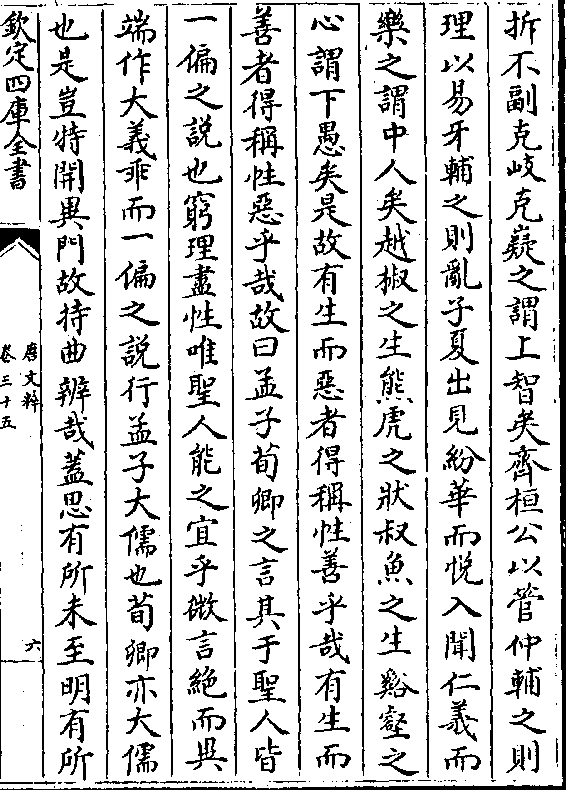 拆不副克岐克嶷之謂上智矣齊桓公以管仲輔之則
理以易牙輔之則亂子夏出見紛華而悅入聞仁義而
樂之謂中人矣越椒之生熊虎之狀叔魚之生谿壑之
心謂下愚矣是故有生而惡者得稱性善乎哉有生而
善者得稱性惡乎哉故曰孟子荀卿之言其于聖人皆
一偏之説也窮理盡性唯聖人能之宜乎微言絕而異
端作大義乖而一偏之説行孟子大儒也荀卿亦大儒
也是豈特開異門故持曲辨哉蓋思有所未至明有所
欽定四庫全書
唐文粹
卷三十五
六